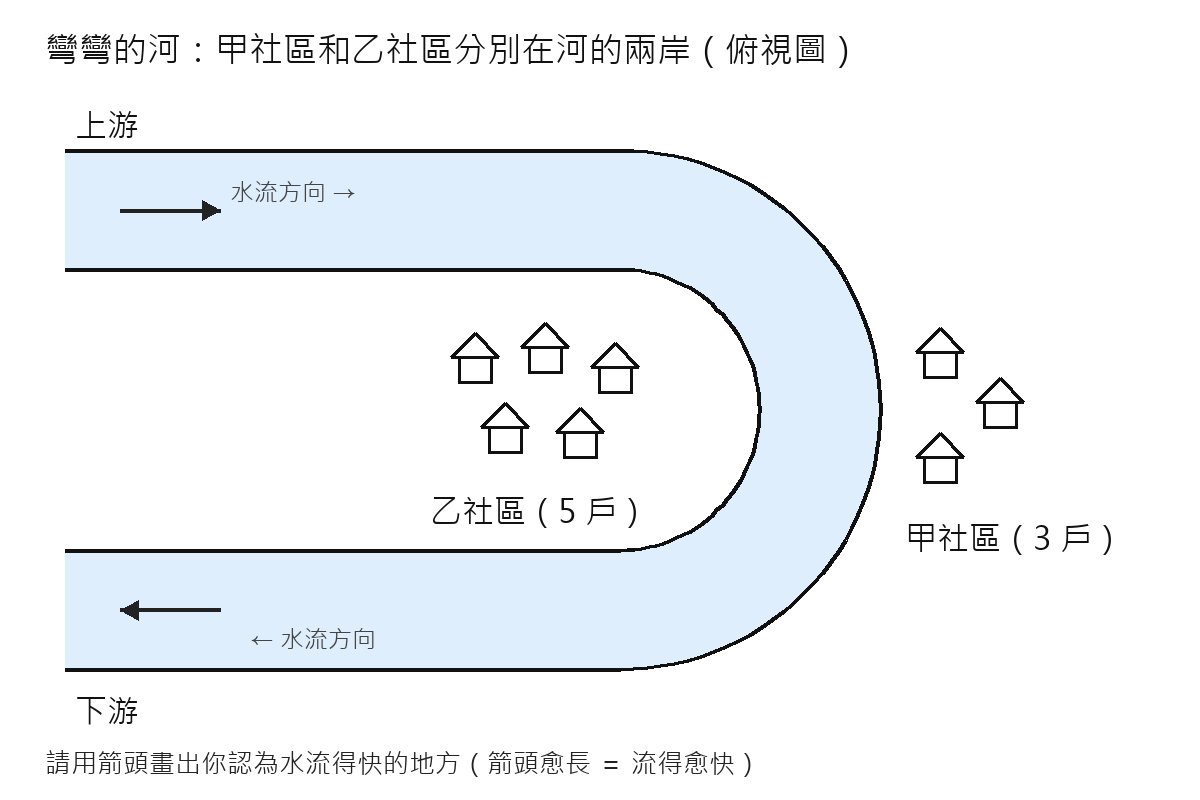 彎彎的河：甲社區和乙社區分別在河的兩岸（俯視圖）
上游
水流方向 →
乙社區（5 戶）
甲社區（3 戶）
← 水流方向
下游
請用箭頭畫出你認為水流得快的地方（箭頭愈長 = 流得愈快）